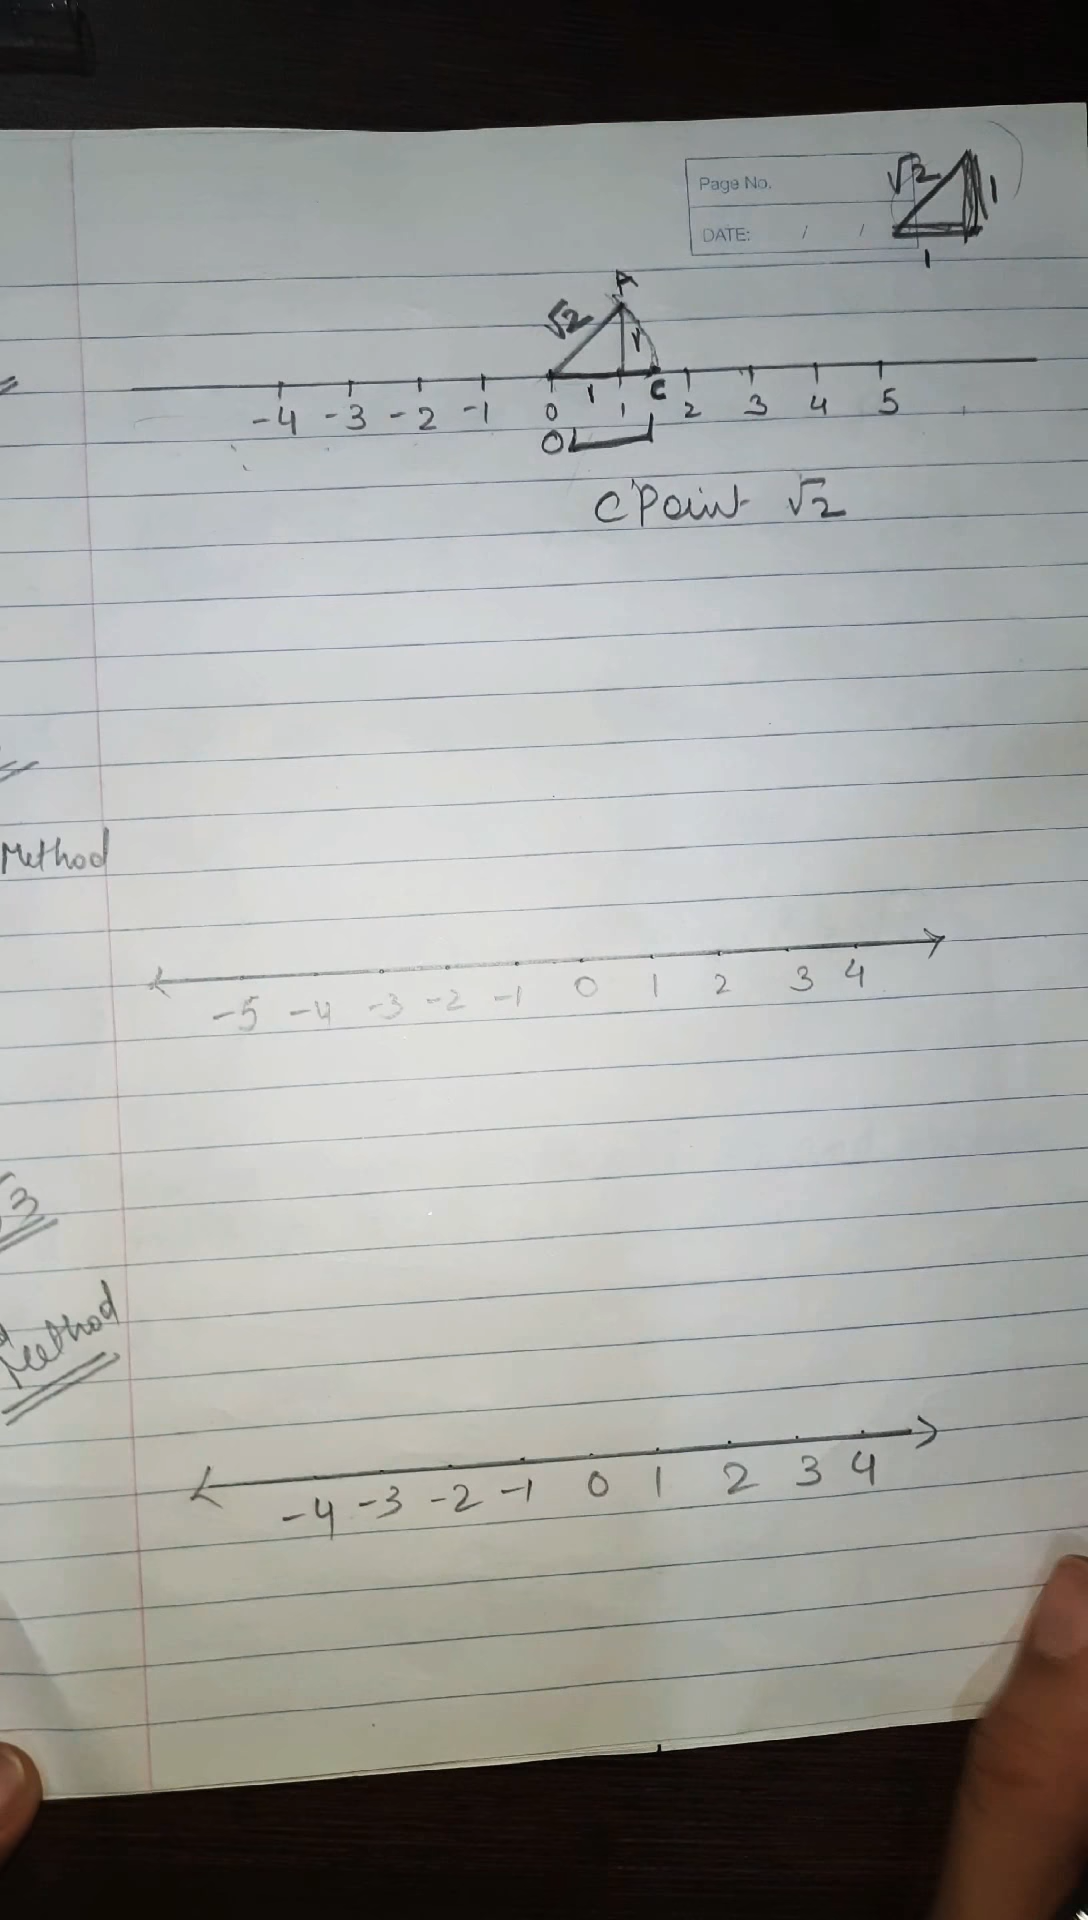 Page No.
DATE: / /
√2 1
1
A
√2 1
1 C
-4 -3 -2 -1 0 1 2 3 4 5
O
C Point √2
Method
-5 -4 -3 -2 -1 0 1 2 3 4
√3
Method
-4 -3 -2 -1 0 1 2 3 4